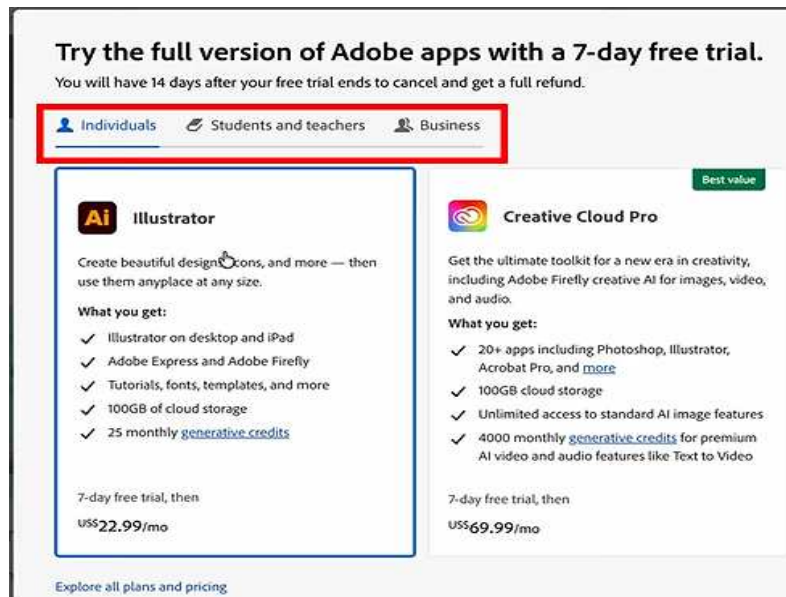 Try the full version of Adobe apps with a 7-day free trial.
You will have 14 days after your free trial ends to cancel and get a full refund.
Individuals Students and teachers Business
Ai Illustrator
Create beautiful designs, icons, and more — then
use them anyplace at any size.
What you get:
Illustrator on desktop and iPad
Adobe Express and Adobe Firefly
Tutorials, fonts, templates, and more
100GB of cloud storage
25 monthly generative credits
7-day free trial, then
US$22.99/mo
Best value
Creative Cloud Pro
Get the ultimate toolkit for a new era in creativity,
including Adobe Firefly creative AI for images, video,
and audio.
What you get:
20+ apps including Photoshop, Illustrator,
Acrobat Pro, and more
100GB cloud storage
Unlimited access to standard AI image features
4000 monthly generative credits for premium
AI video and audio features like Text to Video
7-day free trial, then
US$69.99/mo
Explore all plans and pricing